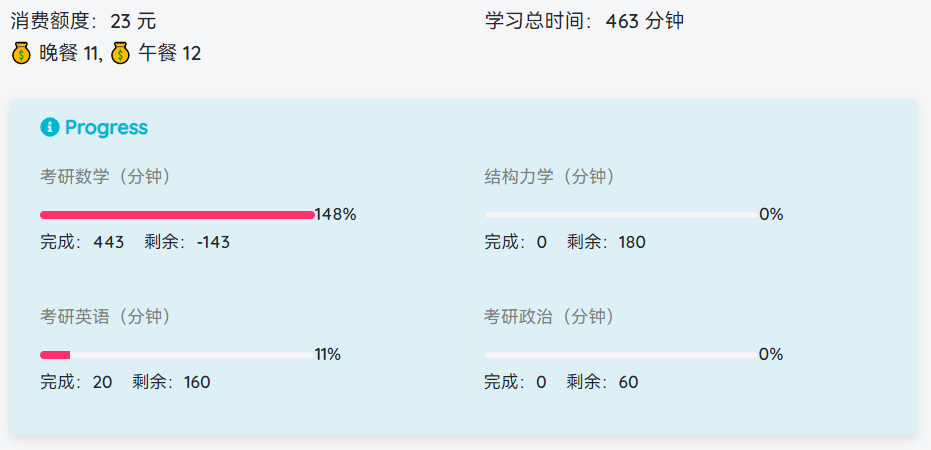 消费额度：23 元
学习总时间：463 分钟
晚餐 11, 午餐 12
Progress
考研数学（分钟）
结构力学（分钟）
148%
0%
完成：443 剩余：-143
完成：0 剩余：180
考研英语（分钟）
考研政治（分钟）
11%
0%
完成：20 剩余：160
完成：0 剩余：60